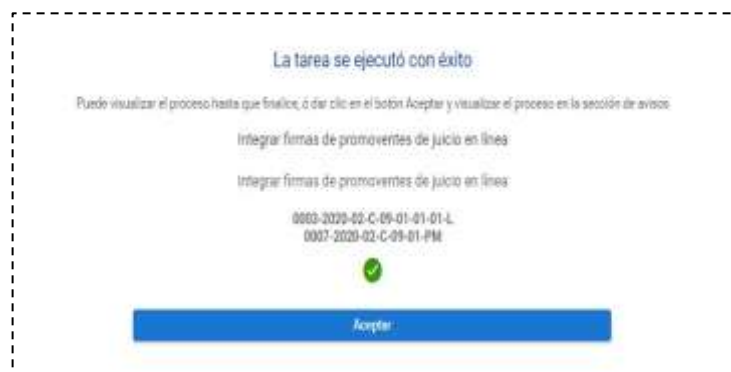 La tarea se ejecutó con éxito
Puede visualizar el proceso hasta que finalice, ó dar clic en el botón Aceptar y visualizar el proceso en la sección de avisos
Integrar firmas de promoventes de juicio en línea
Integrar firmas de promoventes de juicio en línea
0003-2020-02-C-09-01-01-01-L
0007-2020-02-C-09-01-PM
Aceptar